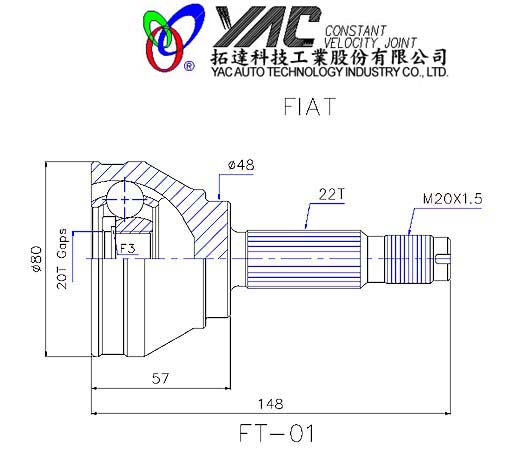 YAC CONSTANT
VELOCITY JOINT
®
拓達科技工業股份有限公司
YAC AUTO TECHNOLOGY INDUSTRY CO., LTD.
FIAT
Ø48
22T
M20X1.5
Ø80
20T Gaps
F3
57
148
FT-01